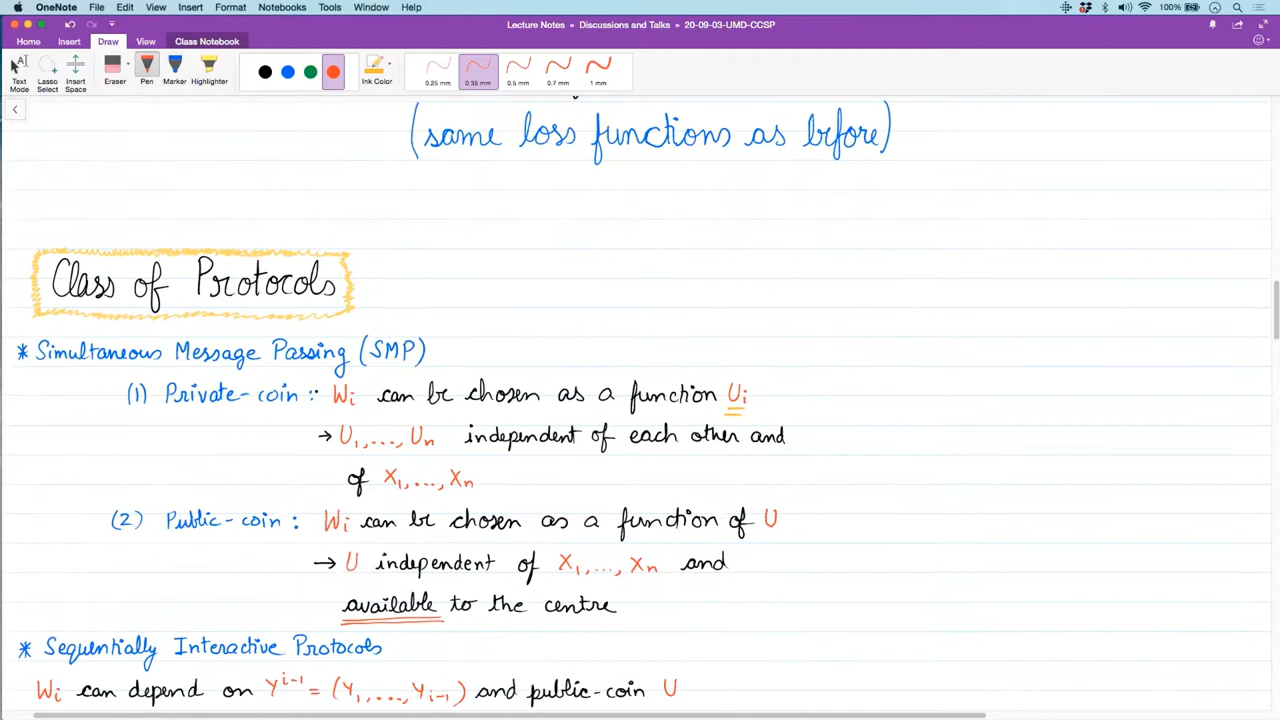 OneNote File Edit View Insert Format Notebooks Tools Window Help 100%
Lecture Notes » Discussions and Talks » 20-09-03-UMD-CCSP
Home Insert Draw View Class Notebook
Text Mode Lasso Select Insert Space Eraser Pen Marker Highlighter Ink Color 0.25 mm 0.35 mm 0.5 mm 0.7 mm 1 mm
(same loss functions as before)
Class of Protocols
* Simultaneous Message Passing (SMP)
(1) Private-coin : Wi can be chosen as a function Ui
→ U1, ..., Un independent of each other and
of X1, ..., Xn
(2) Public-coin : Wi can be chosen as a function of U
→ U independent of X1, ..., Xn and
available to the centre
* Sequentially Interactive Protocols
Wi can depend on Y^{i-1} = (Y1, ..., Yi-1) and public-coin U